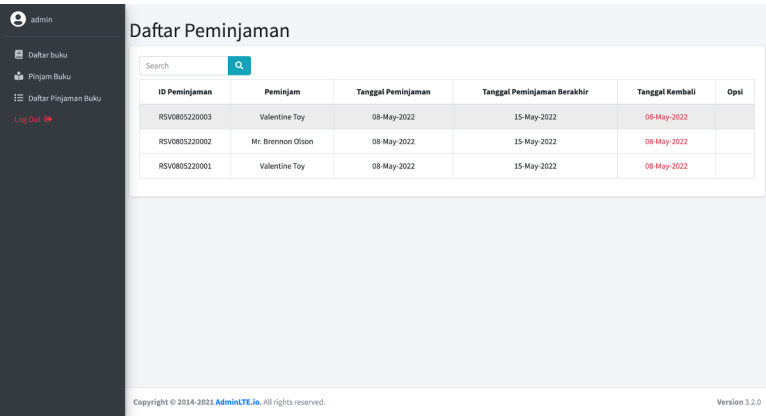 admin
Daftar buku
Pinjam Buku
Daftar Pinjaman Buku
Log Out
Daftar Peminjaman
Search
ID Peminjaman Peminjam Tanggal Peminjaman Tanggal Peminjaman Berakhir Tanggal Kembali Opsi
RSV0805220003 Valentine Toy 08-May-2022 15-May-2022 08-May-2022
RSV0805220002 Mr. Brennon Olson 08-May-2022 15-May-2022 08-May-2022
RSV0805220001 Valentine Toy 08-May-2022 15-May-2022 08-May-2022
Copyright © 2014-2021 AdminLTE.io. All rights reserved. Version 3.2.0